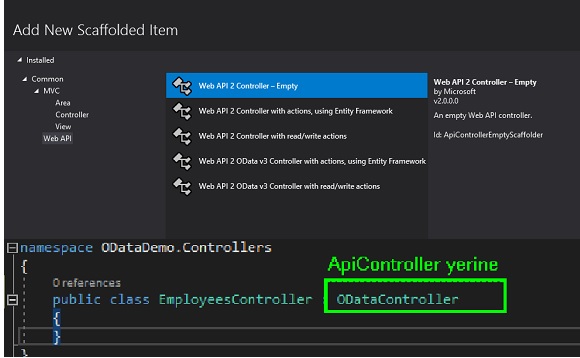 Add New Scaffolded Item
Installed
Common
MVC
Area
Controller
View
Web API
Web API 2 Controller – Empty
Web API 2 Controller with actions, using Entity Framework
Web API 2 Controller with read/write actions
Web API 2 OData v3 Controller with actions, using Entity Framework
Web API 2 OData v3 Controller with read/write actions
Web API 2 Controller – Empty
by Microsoft
v2.0.0.0
An empty Web API controller.
Id: ApiControllerEmptyScaffolder
namespace ODataDemo.Controllers
{
ApiController yerine
0 references
public class EmployeesController : ODataController
{
}
}